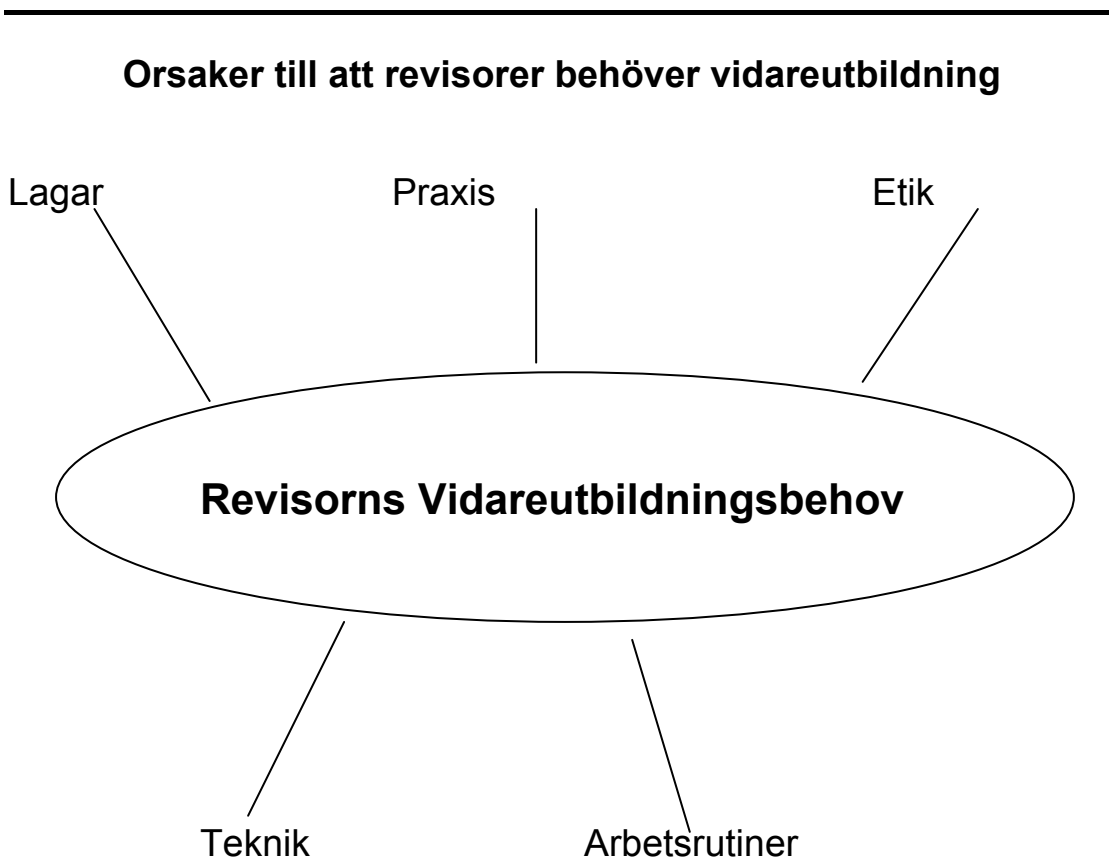 Orsaker till att revisorer behöver vidareutbildning
Lagar Praxis Etik
Revisorns Vidareutbildningsbehov
Teknik Arbetsrutiner